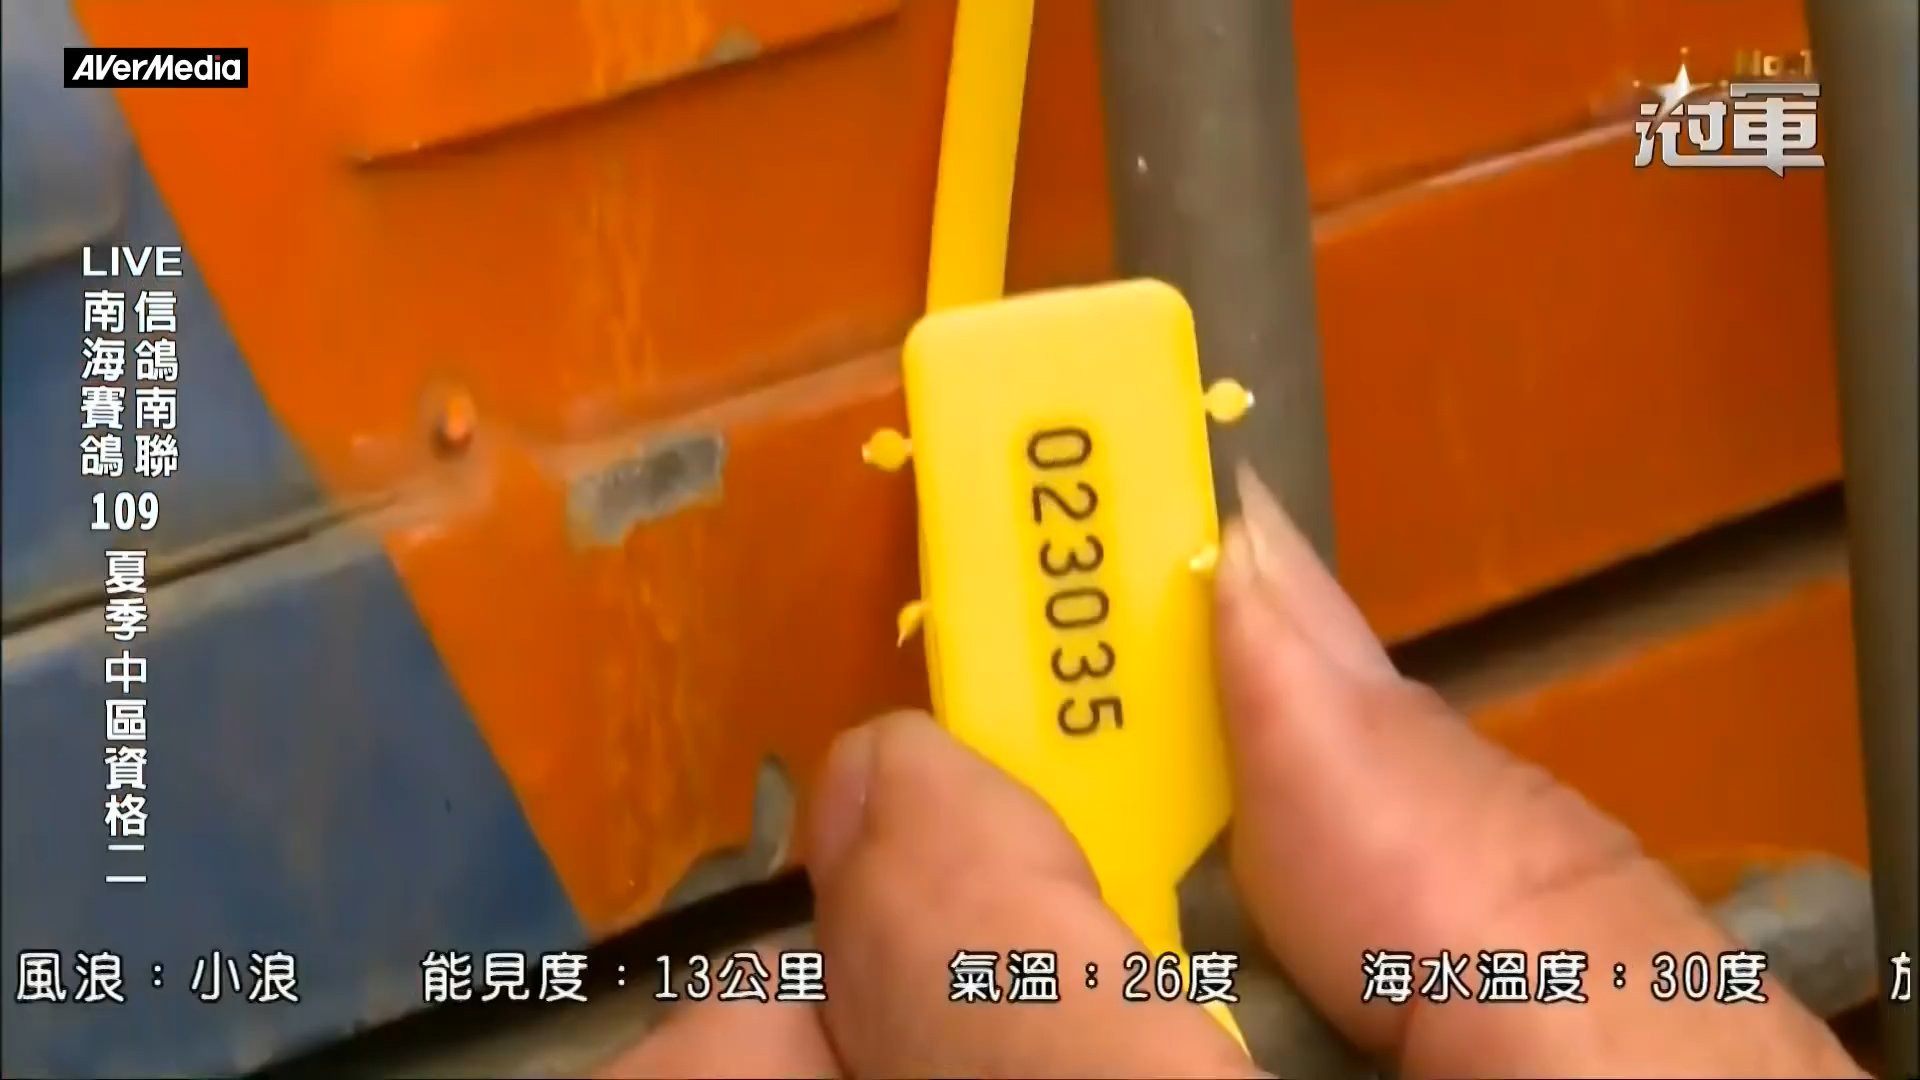 AVerMedia
No.1
冠軍
LIVE
信鴿南聯
南海賽鴿
109
夏季中區資格二
023035
風浪：小浪 能見度：13公里 氣溫：26度 海水溫度：30度